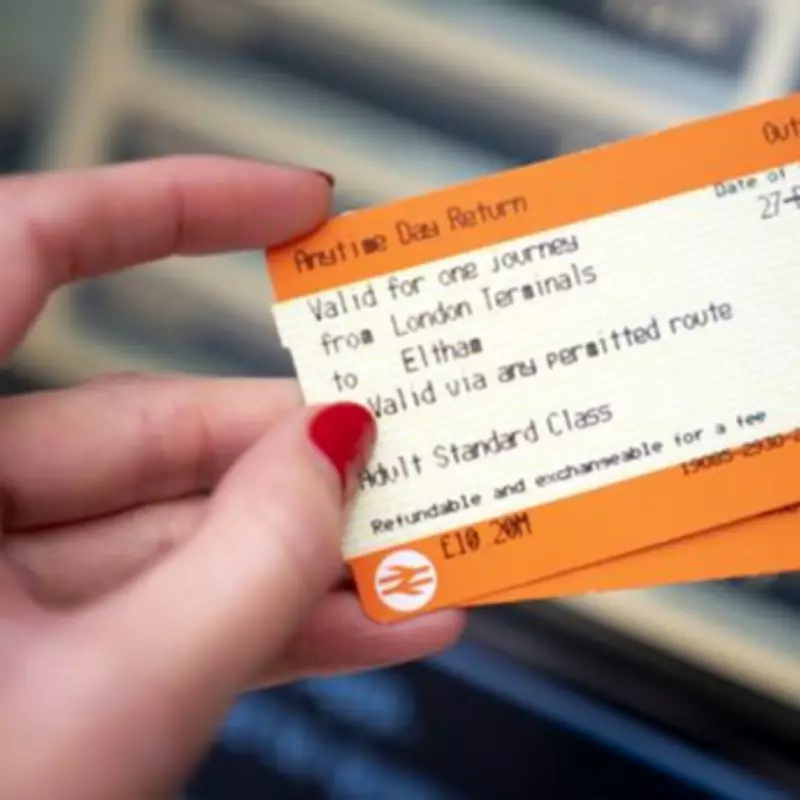 Anytime Day Return Out
Date of
Valid for one journey 27-
from London Terminals
to Eltham
Valid via any permitted route
Adult Standard Class
Refundable and exchangeable for a fee
£10.20M